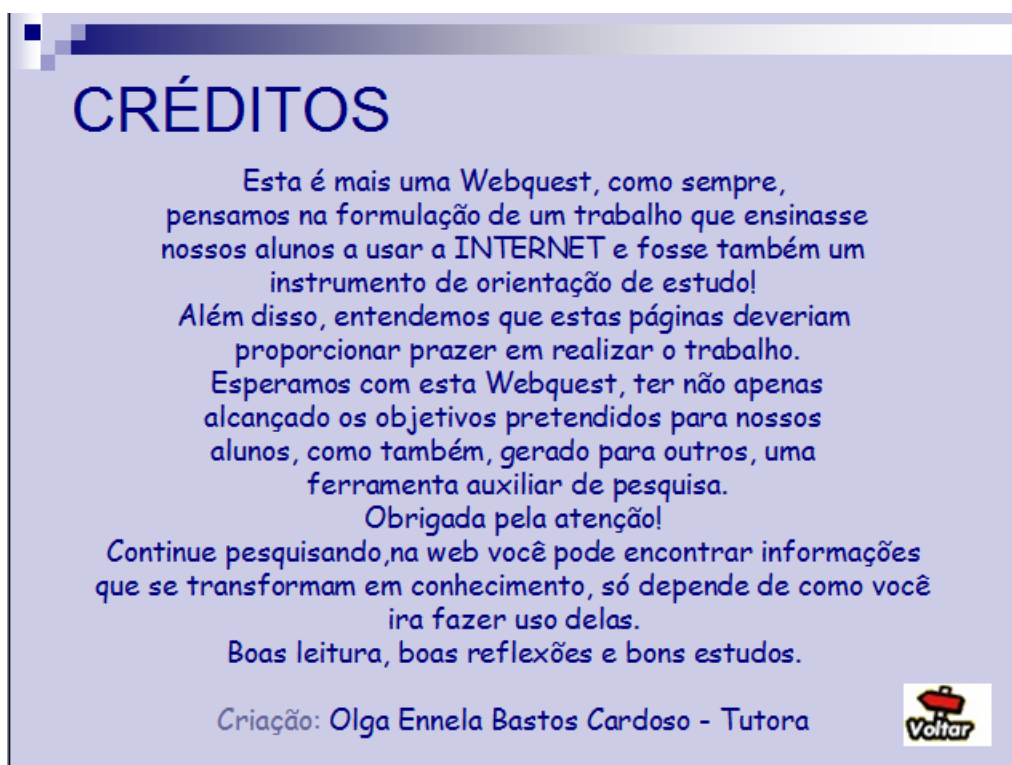 CRÉDITOS
Esta é mais uma Webquest, como sempre,
pensamos na formulação de um trabalho que ensinasse
nossos alunos a usar a INTERNET e fosse também um
instrumento de orientação de estudo!
Além disso, entendemos que estas páginas deveriam
proporcionar prazer em realizar o trabalho.
Esperamos com esta Webquest, ter não apenas
alcançado os objetivos pretendidos para nossos
alunos, como também, gerado para outros, uma
ferramenta auxiliar de pesquisa.
Obrigada pela atenção!
Continue pesquisando,na web você pode encontrar informações
que se transformam em conhecimento, só depende de como você
ira fazer uso delas.
Boas leitura, boas reflexões e bons estudos.
Criação: Olga Ennela Bastos Cardoso - Tutora
Voltar